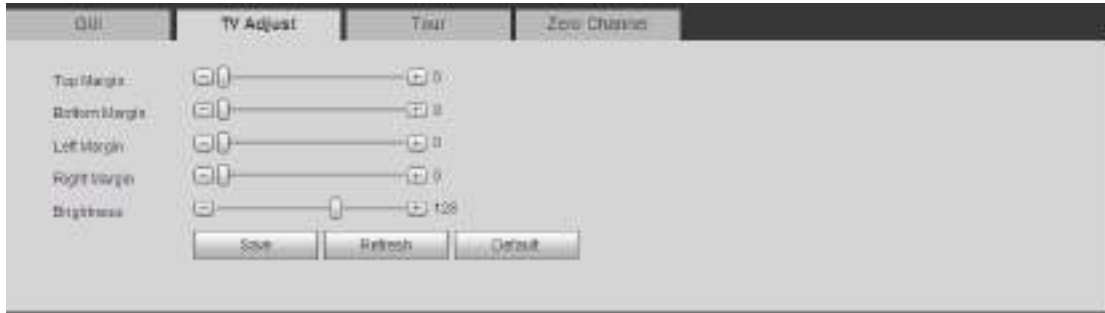 GUI TV Adjust Tour Zero Channel
Top Margin 0
Bottom Margin 0
Left Margin 0
Right Margin 0
Brightness 128
Save Refresh Default